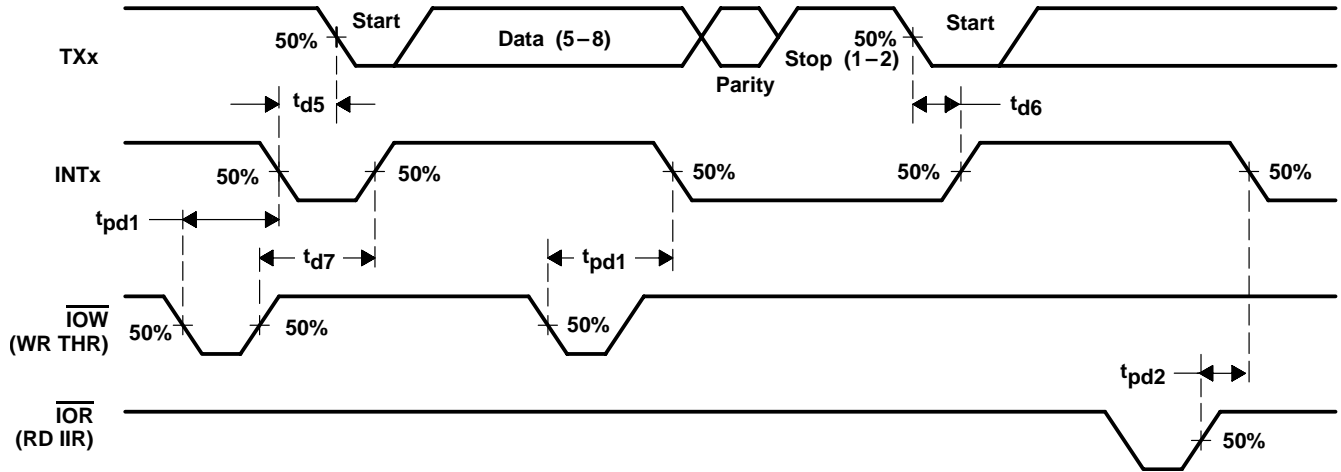 Start
Start
TXx
50%
Data (5–8)
50%
Stop (1–2)
Parity
td5
td6
INTx
50%
50%
50%
50%
50%
tpd1
td7
tpd1
IOW
(WR THR)
50%
50%
50%
tpd2
IOR
(RD IIR)
50%